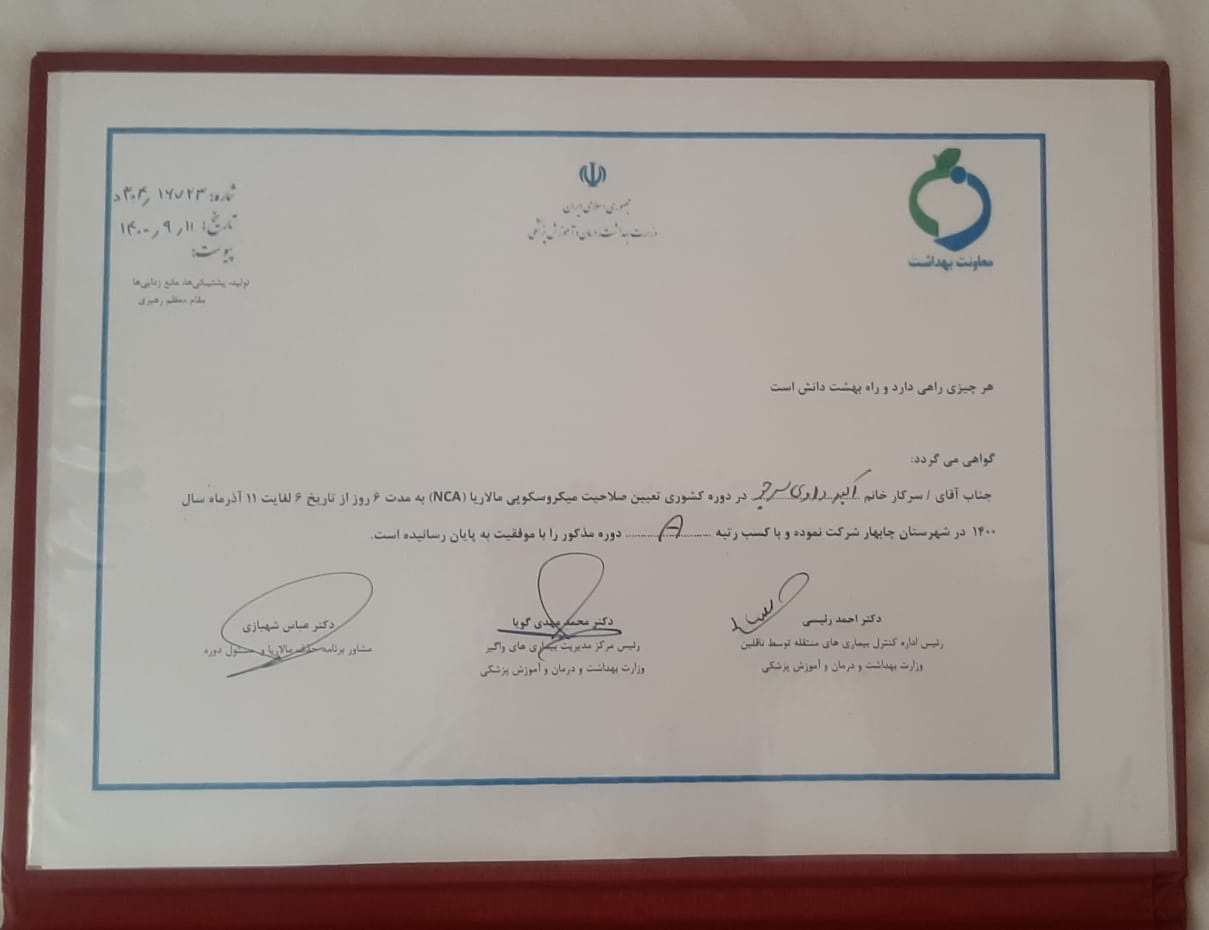 جمهوری اسلامی ایران
وزارت بهداشت، درمان و آموزش پزشکی
معاونت بهداشت
شماره: ۳۰۴/۱۶۷۲۳د
تاریخ: ۱۴۰۰/۹/۱۱
پیوست:
تولید، پشتیبانی‌ها، مانع زدایی‌ها
مقام معظم رهبری
هر چیزی راهی دارد و راه بهشت دانش است
گواهی می گردد:
جناب آقای / سرکار خانم اکبر داودی در دوره کشوری تعیین صلاحیت میکروسکوپی مالاریا (NCA) به مدت ۶ روز از تاریخ ۶ لغایت ۱۱ آذرماه سال
۱۴۰۰ در شهرستان چابهار شرکت نموده و با کسب رتبه A دوره مذکور را با موفقیت به پایان رسانیده است.
دکتر احمد رئیسی
رئیس اداره کنترل بیماری های منتقله توسط ناقلین
وزارت بهداشت و درمان و آموزش پزشکی
دکتر محمد مهدی گویا
رئیس مرکز مدیریت بیماری های واگیر
وزارت بهداشت و درمان و آموزش پزشکی
دکتر عباس شهبازی
مشاور برنامه حذف مالاریا و مسئول دوره